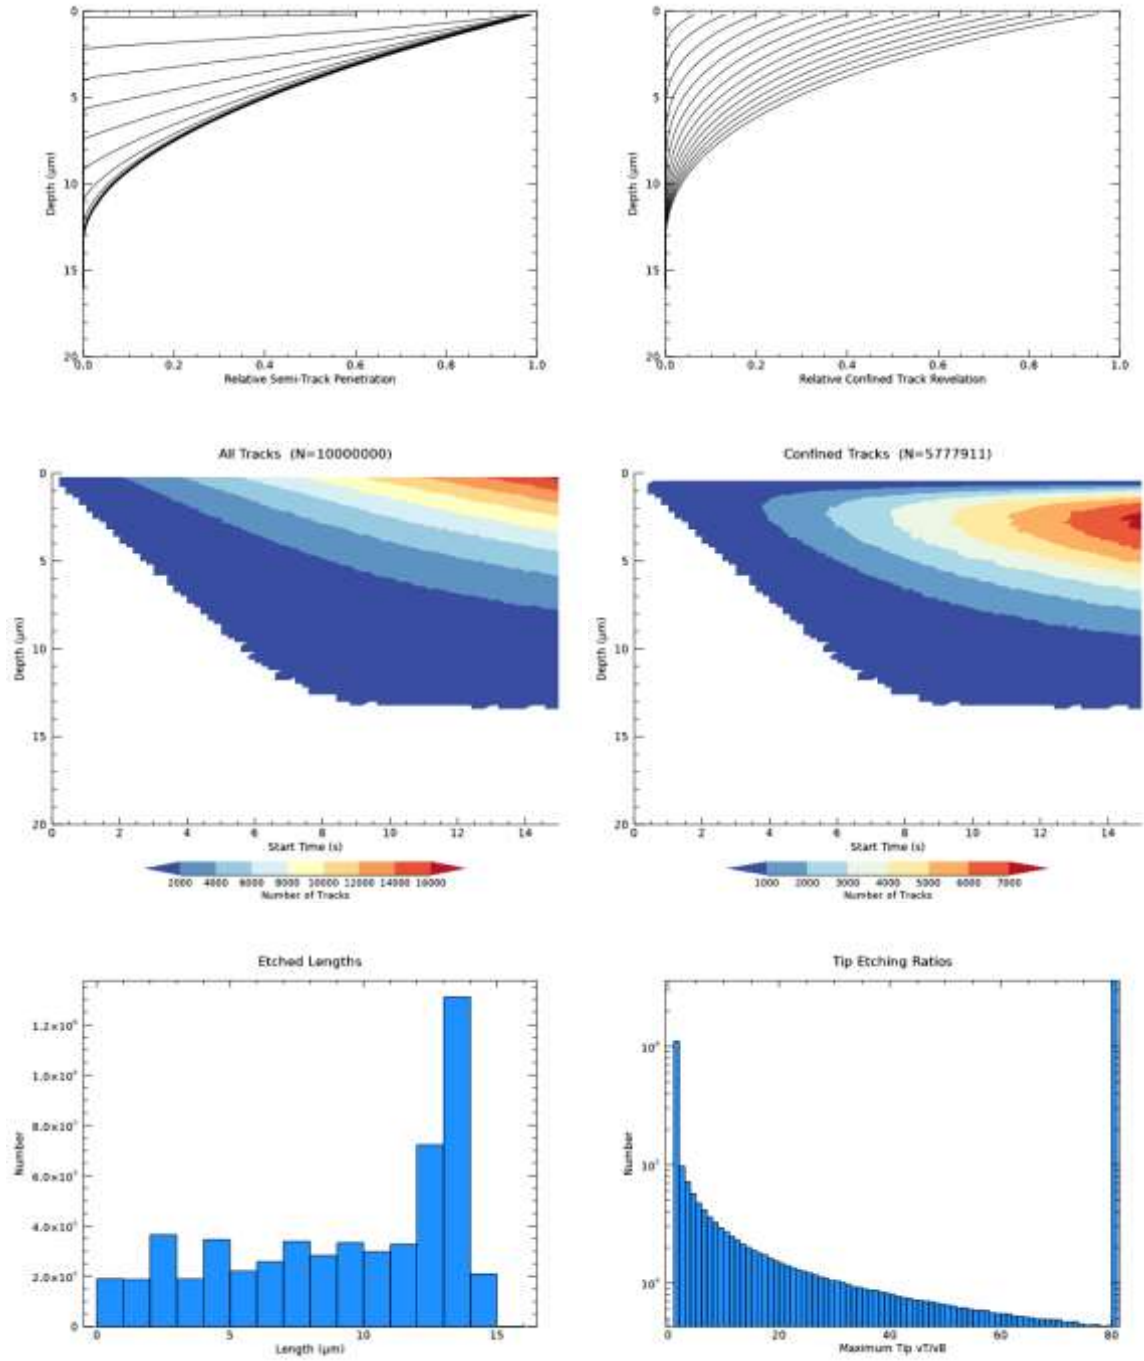 0
5
10
15
20
Depth (μm)
0.0 0.2 0.4 0.6 0.8 1.0
Relative Semi-Track Penetration
0
5
10
15
20
Depth (μm)
0.0 0.2 0.4 0.6 0.8 1.0
Relative Confined Track Revelation
All Tracks (N=10000000)
0
5
10
15
20
Depth (μm)
0 2 4 6 8 10 12 14
Start Time (s)
2000 4000 6000 8000 10000 12000 14000 16000
Number of Tracks
Confined Tracks (N=5777911)
0
5
10
15
20
Depth (μm)
0 2 4 6 8 10 12 14
Start Time (s)
1000 2000 3000 4000 5000 6000 7000
Number of Tracks
Etched Lengths
Number
0
0 5 10 15
Length (μm)
Tip Etching Ratios
Number
0 20 40 60 80
Maximum Tip vT/vB